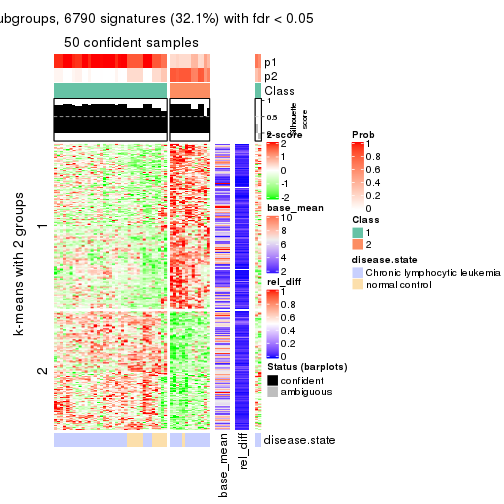 ubgroups, 6790 signatures (32.1%) with fdr < 0.05
50 confident samples
p1
p2
Class
1
0.5
0
Silhouette
score
k-means with 2 groups
1
2
base_mean
rel_diff
disease.state
z-score
2
1
0
-1
-2
base_mean
10
8
6
4
2
rel_diff
1
0.8
0.6
0.4
0.2
0
Status (barplots)
confident
ambiguous
Prob
1
0.8
0.6
0.4
0.2
0
Class
1
2
disease.state
Chronic lymphocytic leukemia
normal control